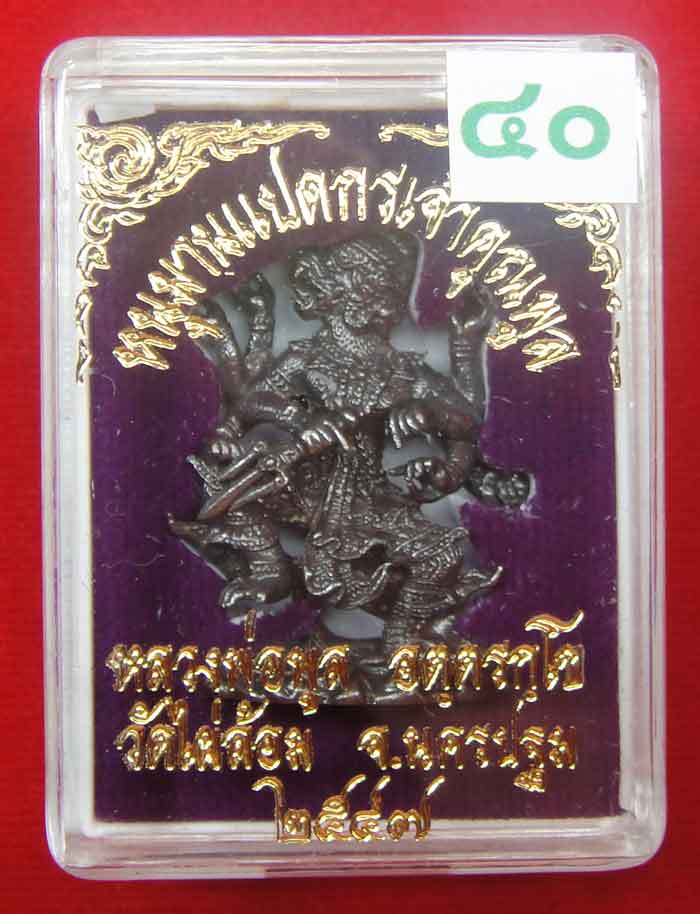 ๔๐
หนุมานแปดกรเจ้าคุณพูล
หลวงพ่อพูล อตฺตรกฺโข
วัดไผ่ล้อม จ.นครปฐม
๒๕๔๗